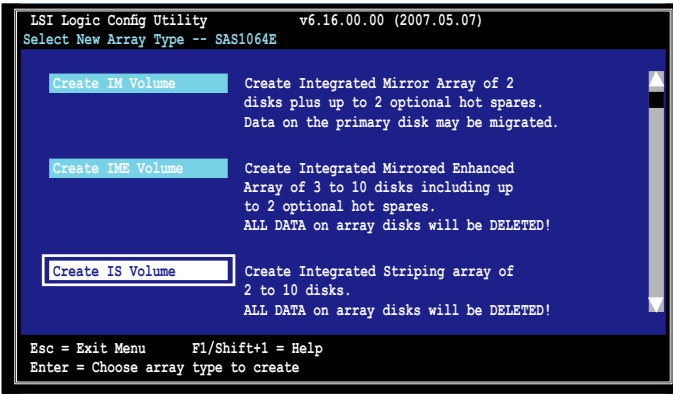 LSI Logic Config Utility v6.16.00.00 (2007.05.07)
Select New Array Type -- SAS1064E
Create IM Volume Create Integrated Mirror Array of 2
disks plus up to 2 optional hot spares.
Data on the primary disk may be migrated.
Create IME Volume Create Integrated Mirrored Enhanced
Array of 3 to 10 disks including up
to 2 optional hot spares.
ALL DATA on array disks will be DELETED!
Create IS Volume Create Integrated Striping array of
2 to 10 disks.
ALL DATA on array disks will be DELETED!
Esc = Exit Menu F1/Shift+1 = Help
Enter = Choose array type to create